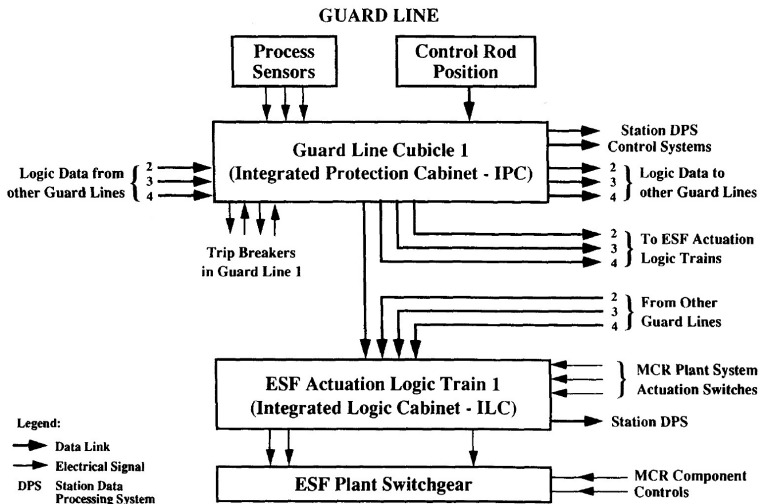 GUARD LINE
Process
Sensors
Control Rod
Position
Guard Line Cubicle 1
(Integrated Protection Cabinet - IPC)
Station DPS
Control Systems
Logic Data from
other Guard Lines
2
3
4
2
3
4
Logic Data to
other Guard Lines
Trip Breakers
in Guard Line 1
2
3
4
To ESF Actuation
Logic Trains
2
3
4
From Other
Guard Lines
ESF Actuation Logic Train 1
(Integrated Logic Cabinet - ILC)
MCR Plant System
Actuation Switches
Station DPS
Legend:
Data Link
Electrical Signal
DPS Station Data
Processing System
ESF Plant Switchgear
MCR Component
Controls